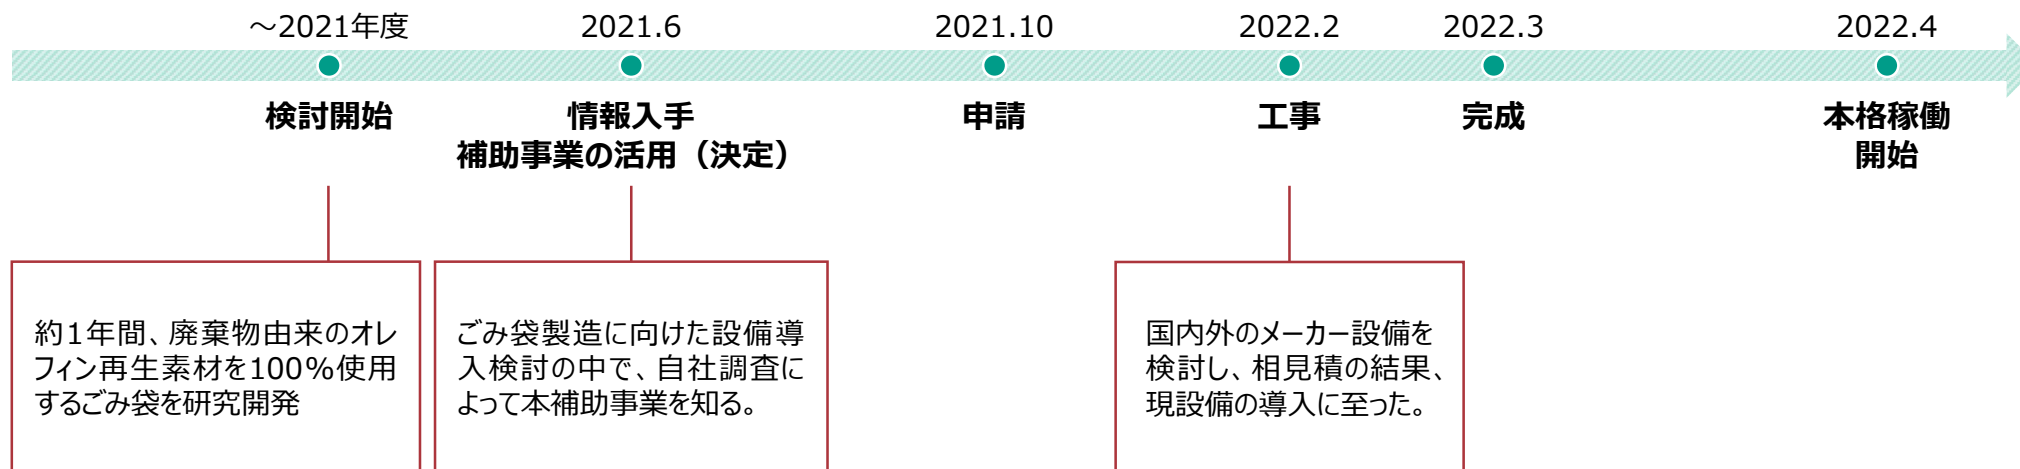 ～2021年度
2021.6
2021.10
2022.2
2022.3
2022.4
検討開始
情報入手
補助事業の活用（決定）
申請
工事
完成
本格稼働
開始
約1年間、廃棄物由来のオレ
フィン再生素材を100％使用
するごみ袋を研究開発
ごみ袋製造に向けた設備導
入検討の中で、自社調査に
よって本補助事業を知る。
国内外のメーカー設備を
検討し、相見積の結果、
現設備の導入に至った。